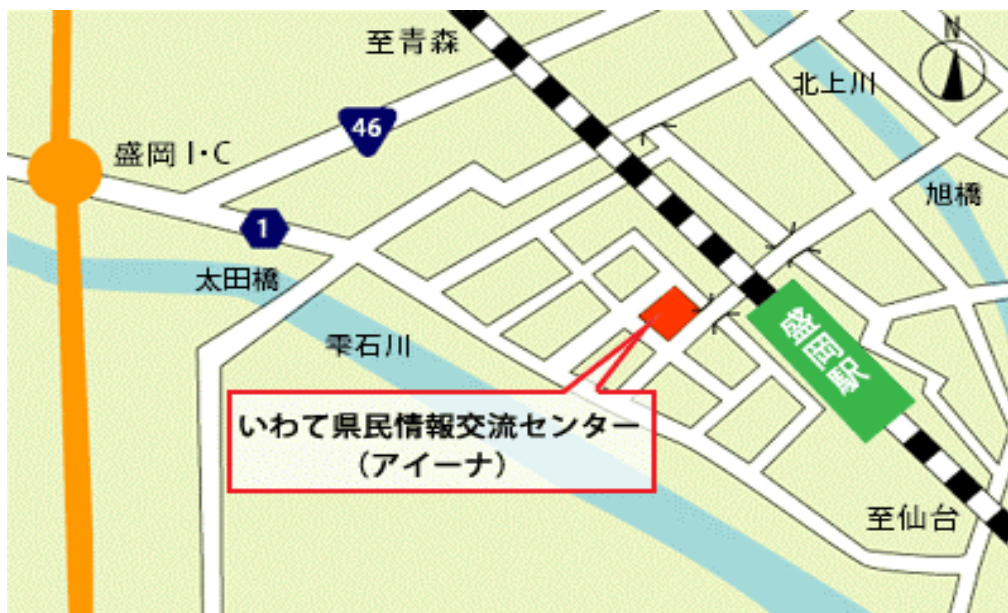 至青森
N
北上川
46
盛岡I・C
旭橋
1
太田橋
雫石川
盛岡駅
いわて県民情報交流センター
（アイーナ）
至仙台